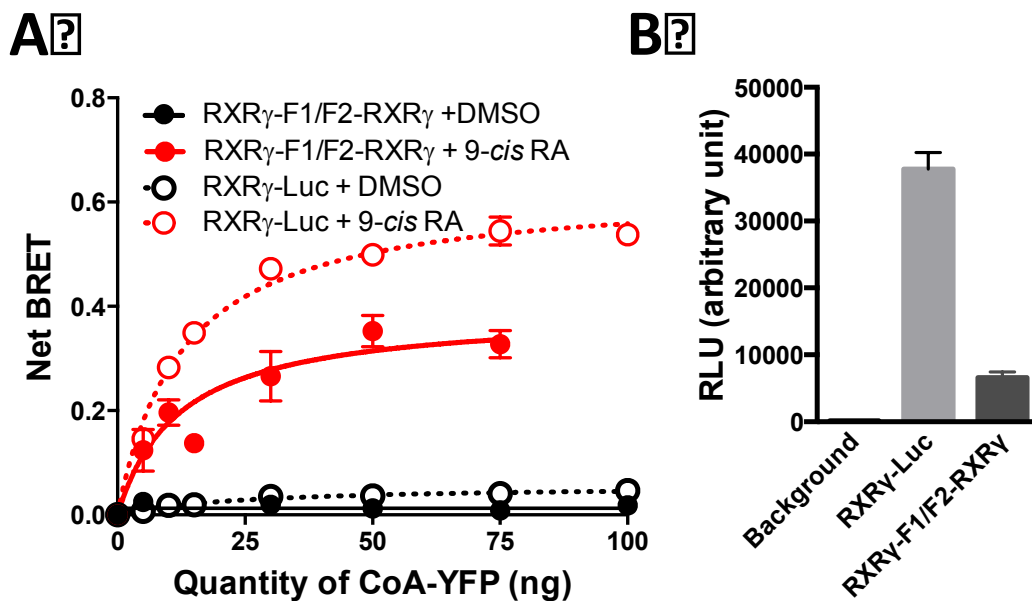 A B
0.8
0.6
0.4
0.2
0.0
Net BRET
RXRγ-F1/F2-RXRγ +DMSO
RXRγ-F1/F2-RXRγ + 9-cis RA
RXRγ-Luc + DMSO
RXRγ-Luc + 9-cis RA
0 25 50 75 100
Quantity of CoA-YFP (ng)
50000
40000
30000
20000
10000
0
RLU (arbitrary unit)
Background
RXRγ-Luc
RXRγ-F1/F2-RXRγ